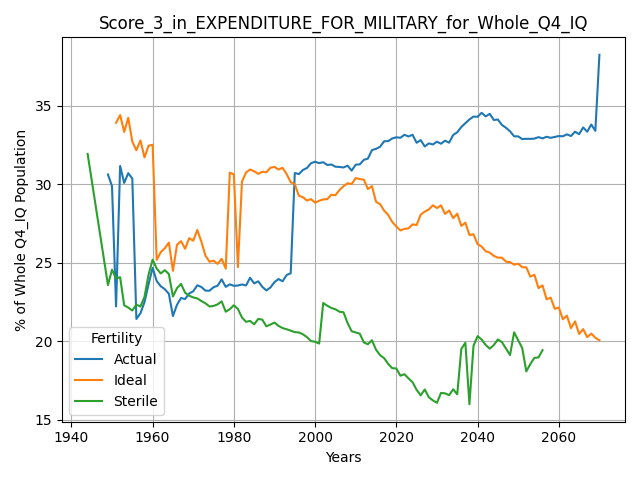 Score_3_in_EXPENDITURE_FOR_MILITARY_for_Whole_Q4_IQ
% of Whole Q4_IQ Population
35
30
25
20
15
Fertility
Actual
Ideal
Sterile
1940 1960 1980 2000 2020 2040 2060
Years